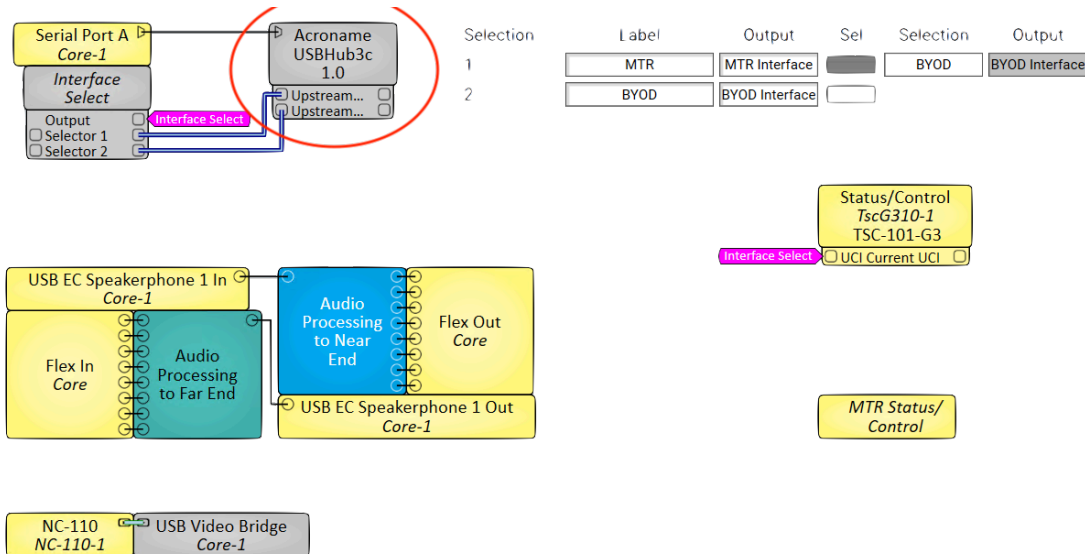 Serial Port A
Core-1
Interface
Select
Output
Selector 1
Selector 2
Interface Select
Acroname
USBHub3c
1.0
Upstream...
Upstream...
Selection Label Output Sel Selection Output
1 MTR MTR Interface BYOD BYOD Interface
2 BYOD BYOD Interface
Status/Control
TscG310-1
TSC-101-G3
Interface Select UCI Current UCI
USB EC Speakerphone 1 In
Core-1
Flex In
Core
Audio
Processing
to Far End
Audio
Processing
to Near
End
Flex Out
Core
USB EC Speakerphone 1 Out
Core-1
MTR Status/
Control
NC-110
NC-110-1
USB Video Bridge
Core-1